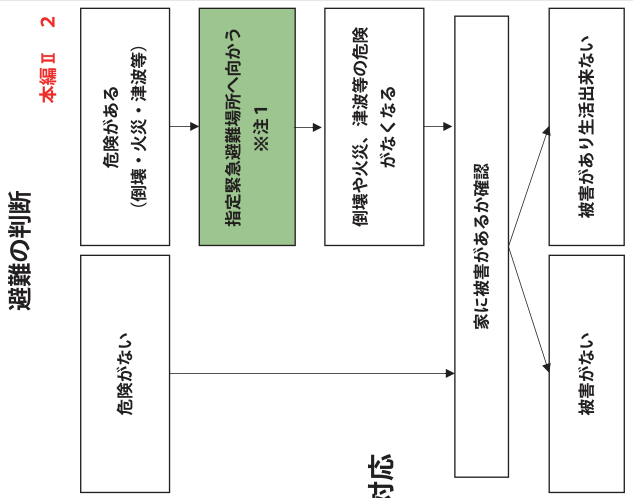 本編Ⅱ 2
避難の判断
危険がない
危険がある
(倒壊・火災・津波等)
指定緊急避難場所へ向かう
※注1
倒壊や火災、津波等の危険
がなくなる
家に被害があるか確認
被害がない
被害があり生活出来ない
対応